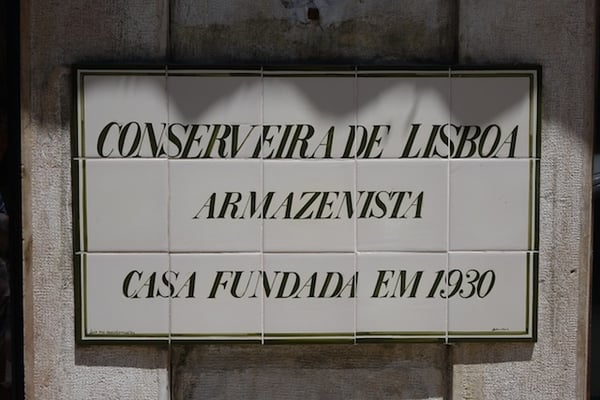 CONSERVEIRA DE LISBOA
ARMAZENISTA
CASA FUNDADA EM 1930